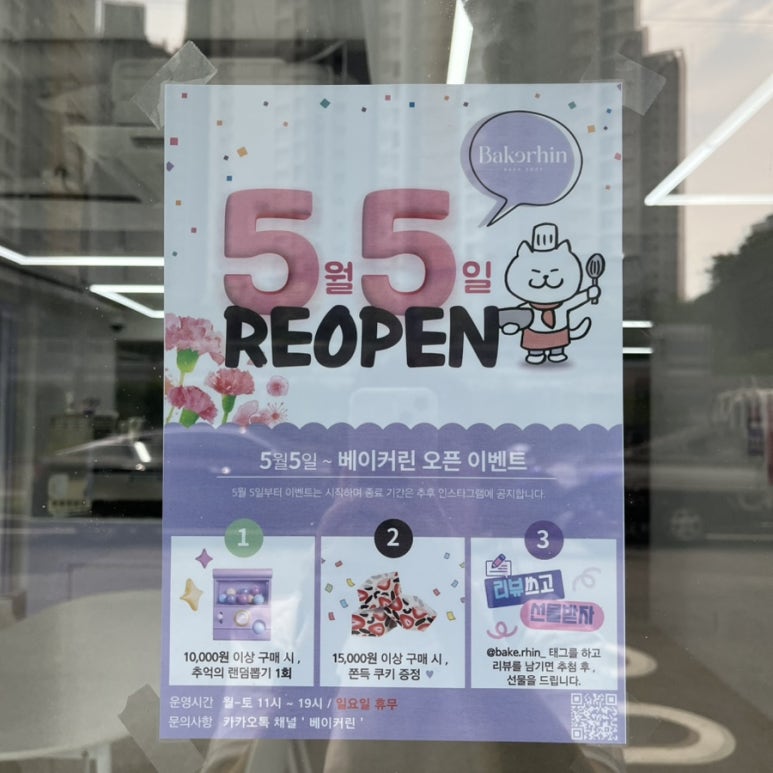 Bakerhin
BAKE SHOP
5월 5일
REOPEN
5월5일 ~ 베이커린 오픈 이벤트
5월 5일부터 이벤트는 시작하며 종료 기간은 추후 인스타그램에 공지합니다.
1
10,000원 이상 구매 시 ,
추억의 랜덤뽑기 1회
2
15,000원 이상 구매 시 ,
쫀득 쿠키 증정 ♥
3
리뷰쓰고
선물받자
@bake.rhin_ 태그를 하고
리뷰를 남기면 추첨 후 ,
선물을 드립니다.
운영시간 월-토 11시 ~ 19시 / 일요일 휴무
문의사항 카카오톡 채널 ' 베이커린 '